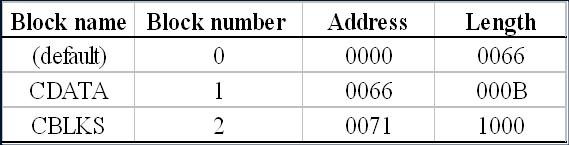 Block name Block number Address Length
(default) 0 0000 0066
CDATA 1 0066 000B
CBLKS 2 0071 1000